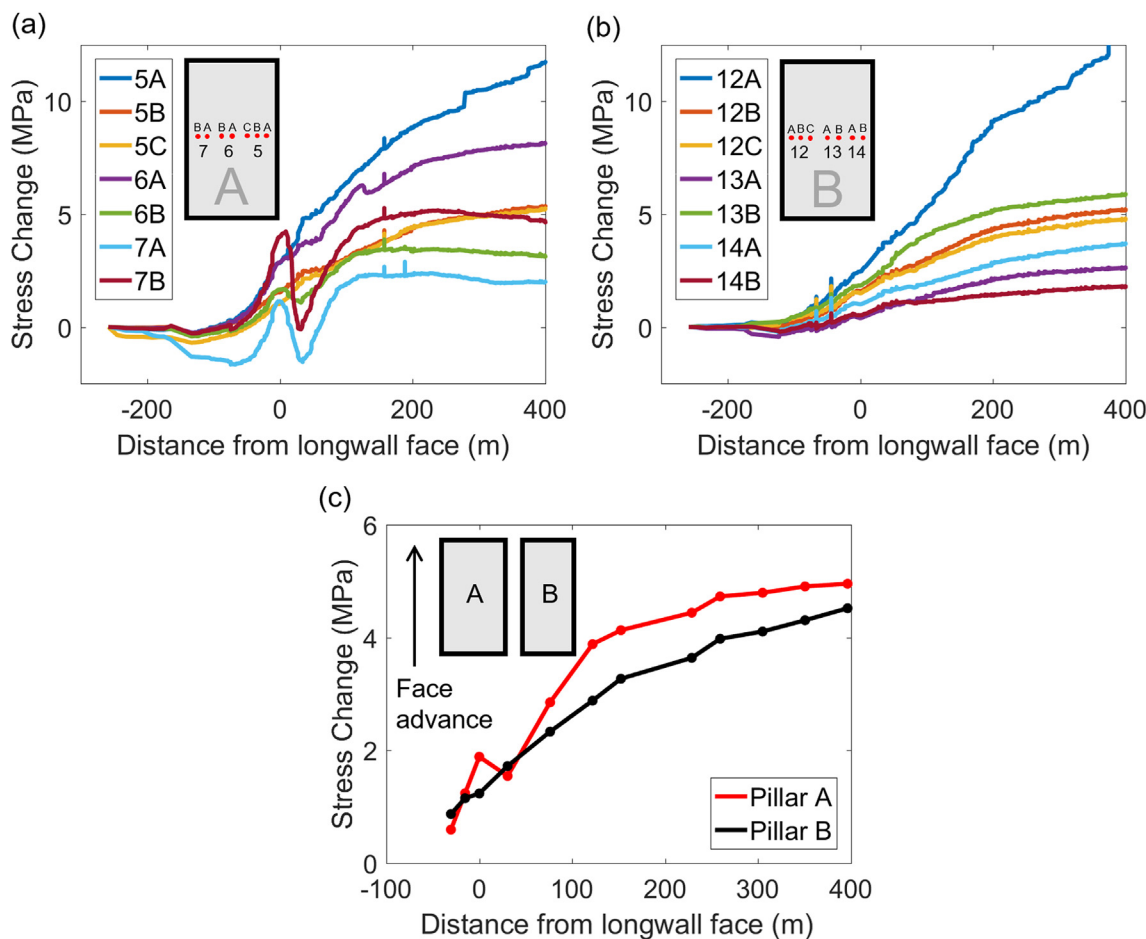 (a)
Stress Change (MPa)
10
5
0
-200
0
200
400
Distance from longwall face (m)
5A
5B
5C
6A
6B
7A
7B
B A B A C B A
7 6 5
A
(b)
Stress Change (MPa)
10
5
0
-200
0
200
400
Distance from longwall face (m)
12A
12B
12C
13A
13B
14A
14B
A B C A B A B
12 13 14
B
(c)
Stress Change (MPa)
6
4
2
0
-100
0
100
200
300
400
Distance from longwall face (m)
A
B
Face
advance
Pillar A
Pillar B